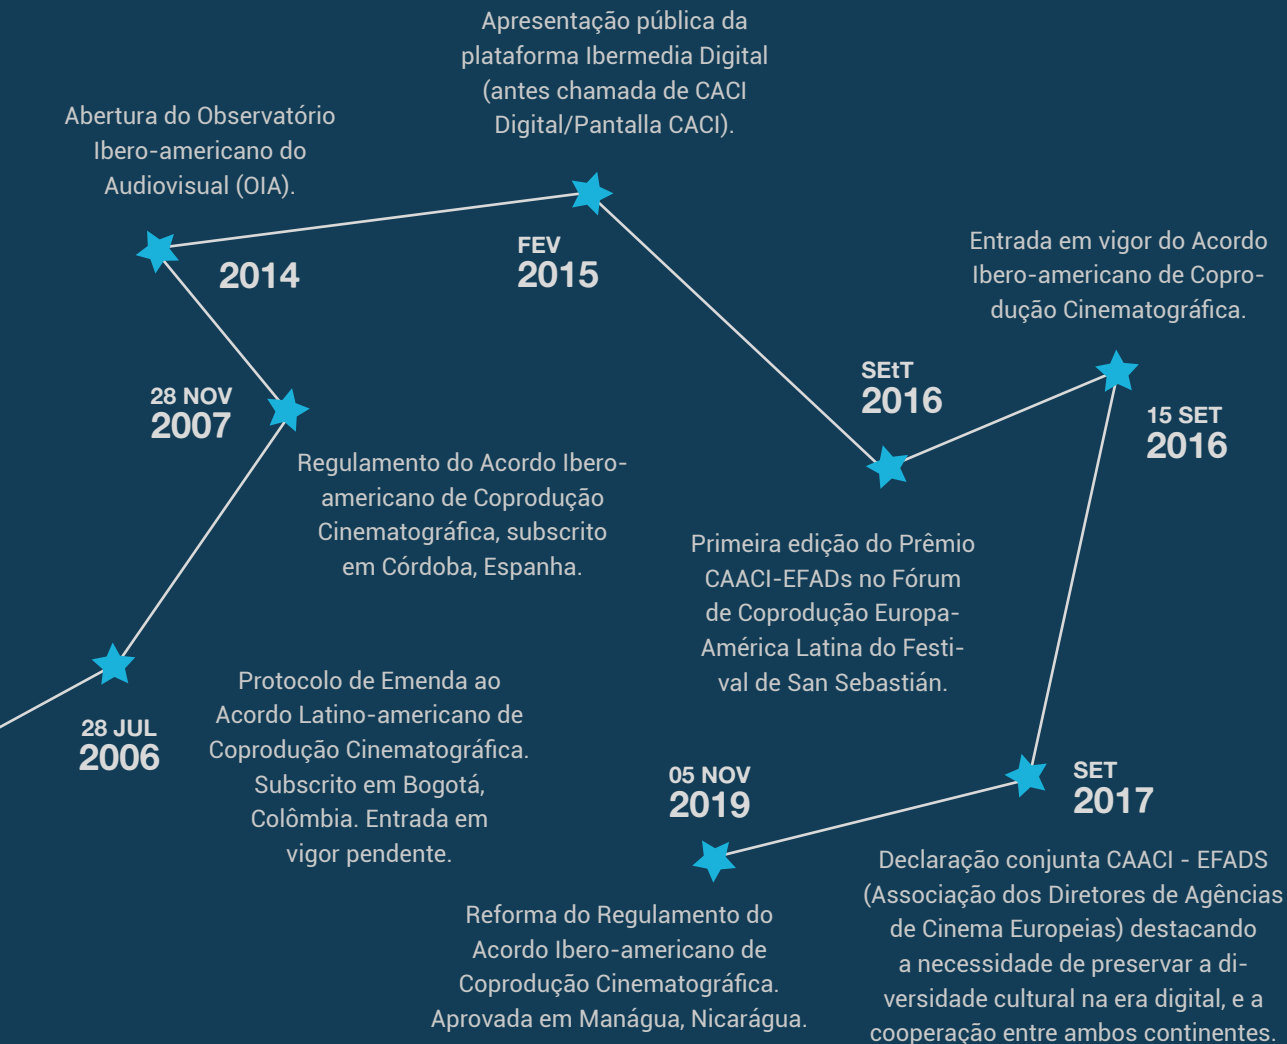 Apresentação pública da
plataforma Ibermedia Digital
(antes chamada de CACI
Digital/Pantalla CACI).
FEV
2015
Abertura do Observatório
Ibero-americano do
Audiovisual (OIA).
2014
Entrada em vigor do Acordo
Ibero-americano de Copro-
dução Cinematográfica.
15 SET
2016
SEtT
2016
Primeira edição do Prêmio
CAACI-EFADs no Fórum
de Coprodução Europa-
América Latina do Festi-
val de San Sebastián.
28 NOV
2007
Regulamento do Acordo Ibero-
americano de Coprodução
Cinematográfica, subscrito
em Córdoba, Espanha.
28 JUL
2006
Protocolo de Emenda ao
Acordo Latino-americano de
Coprodução Cinematográfica.
Subscrito em Bogotá,
Colômbia. Entrada em
vigor pendente.
05 NOV
2019
Reforma do Regulamento do
Acordo Ibero-americano de
Coprodução Cinematográfica.
Aprovada em Manágua, Nicarágua.
SET
2017
Declaração conjunta CAACI - EFADS
(Associação dos Diretores de Agências
de Cinema Europeias) destacando
a necessidade de preservar a di-
versidade cultural na era digital, e a
cooperação entre ambos continentes.